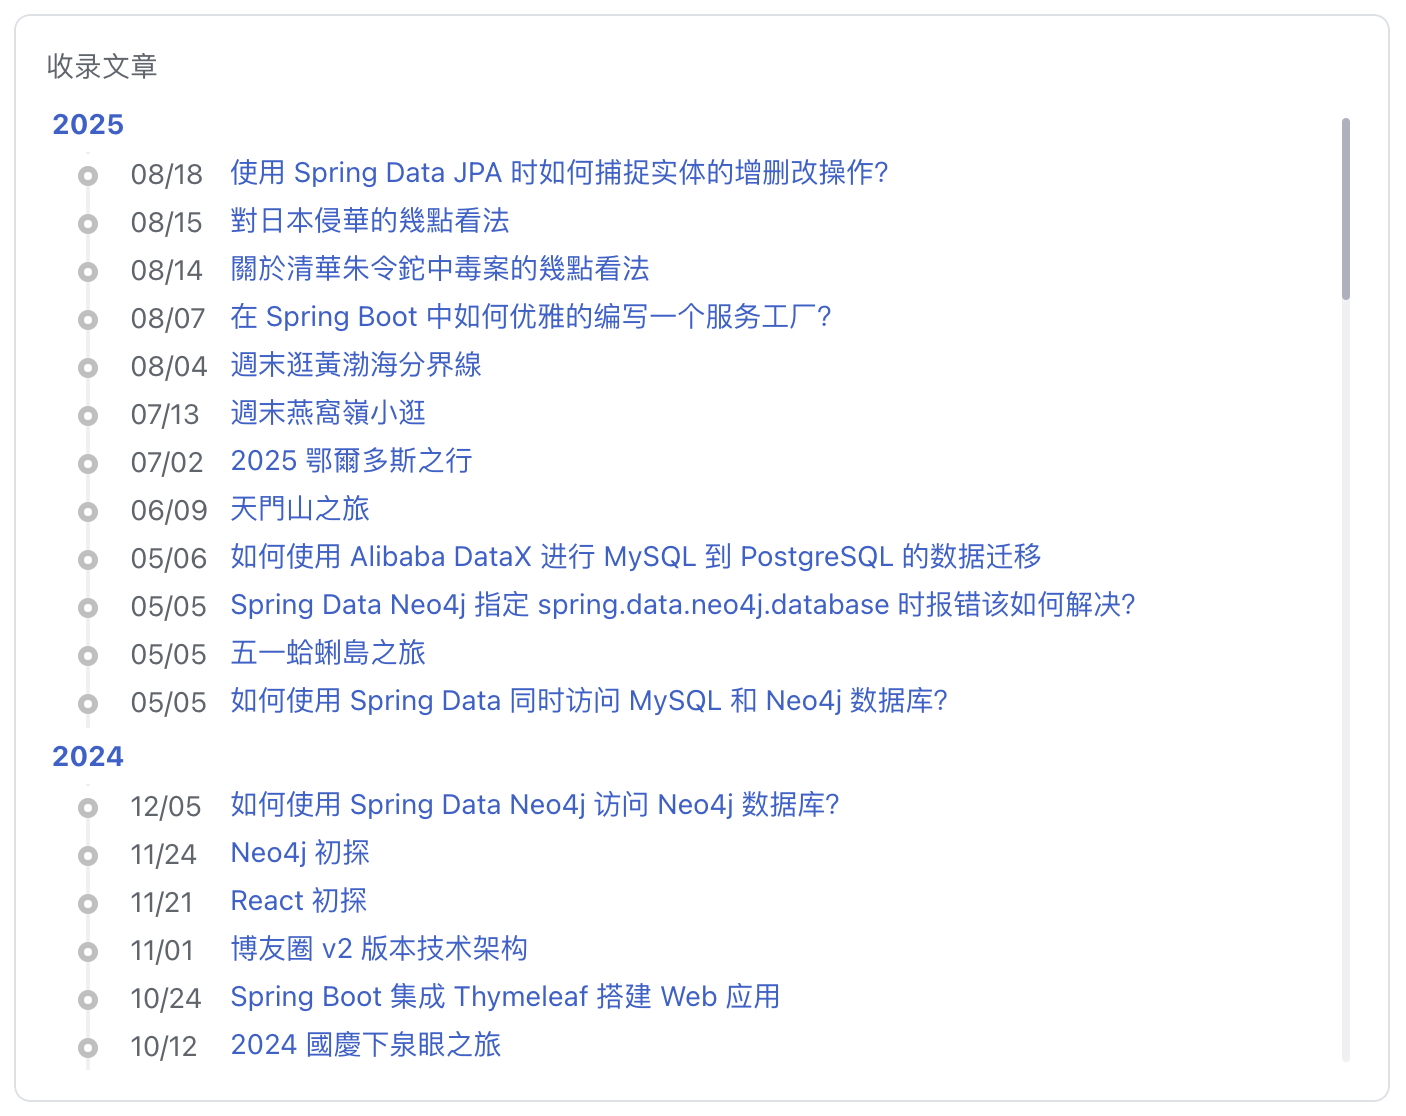 收录文章
2025
08/18 使用 Spring Data JPA 时如何捕捉实体的增删改操作?
08/15 對日本侵華的幾點看法
08/14 關於清華朱令鉈中毒案的幾點看法
08/07 在 Spring Boot 中如何优雅的编写一个服务工厂?
08/04 週末逛黃渤海分界線
07/13 週末燕窩嶺小逛
07/02 2025 鄂爾多斯之行
06/09 天門山之旅
05/06 如何使用 Alibaba DataX 进行 MySQL 到 PostgreSQL 的数据迁移
05/05 Spring Data Neo4j 指定 spring.data.neo4j.database 时报错该如何解决?
05/05 五一蛤蜊島之旅
05/05 如何使用 Spring Data 同时访问 MySQL 和 Neo4j 数据库?
2024
12/05 如何使用 Spring Data Neo4j 访问 Neo4j 数据库?
11/24 Neo4j 初探
11/21 React 初探
11/01 博友圈 v2 版本技术架构
10/24 Spring Boot 集成 Thymeleaf 搭建 Web 应用
10/12 2024 國慶下泉眼之旅